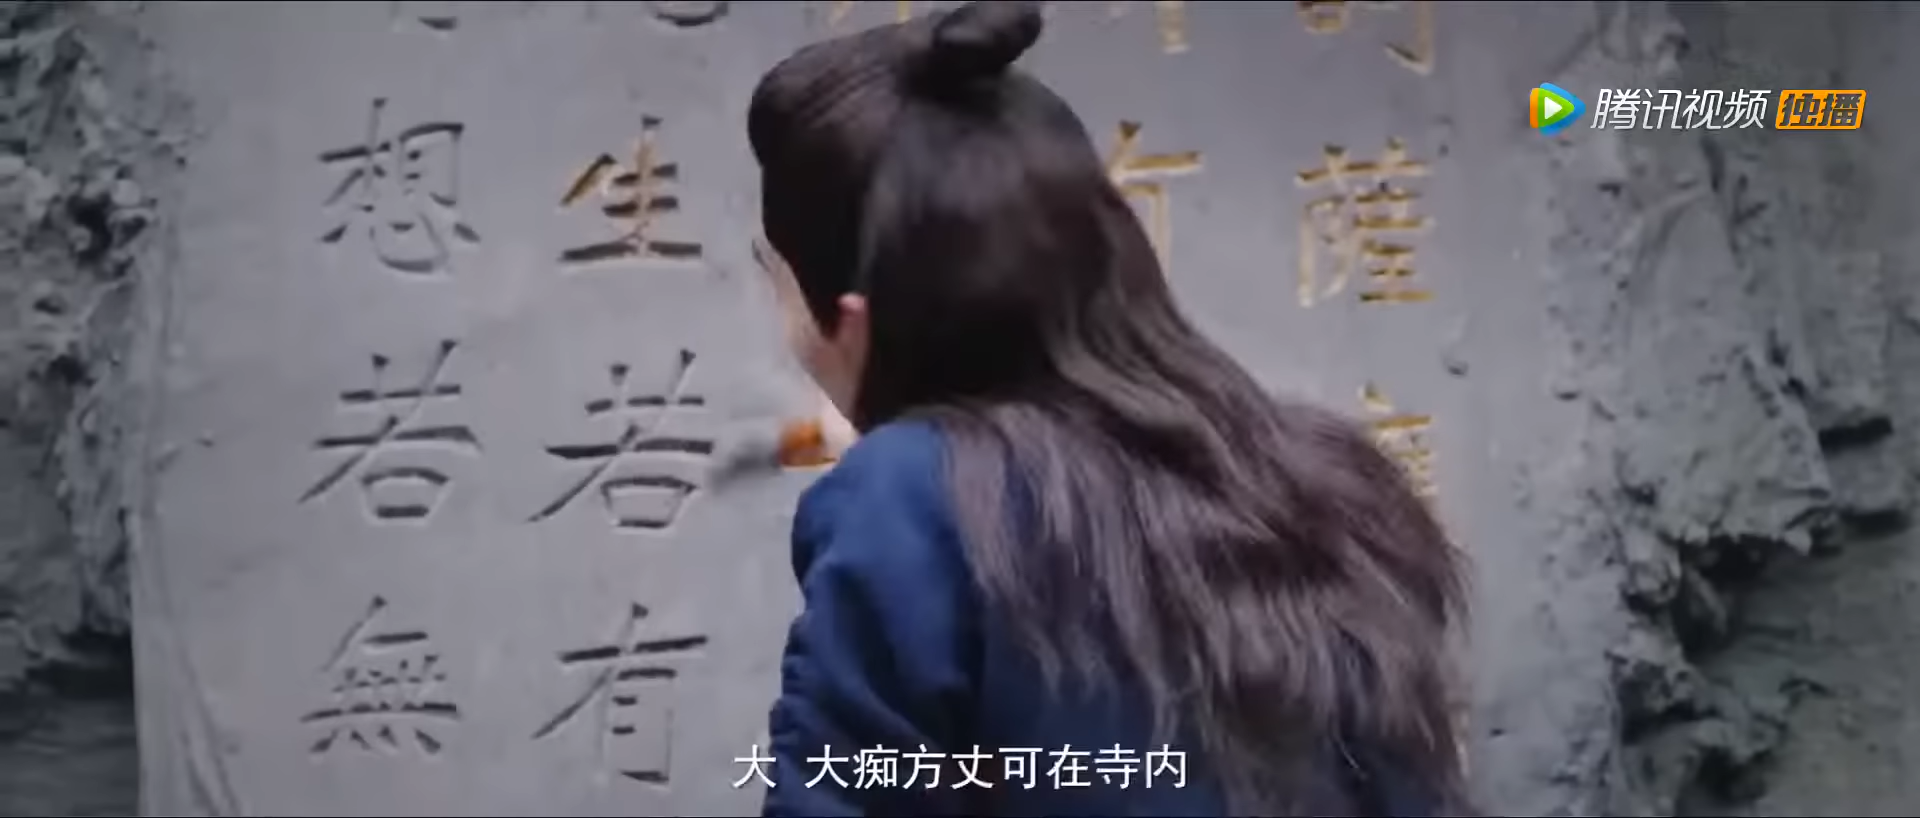 腾讯视频 独播
薩
生若有
想若無
大 大痴方丈可在寺内